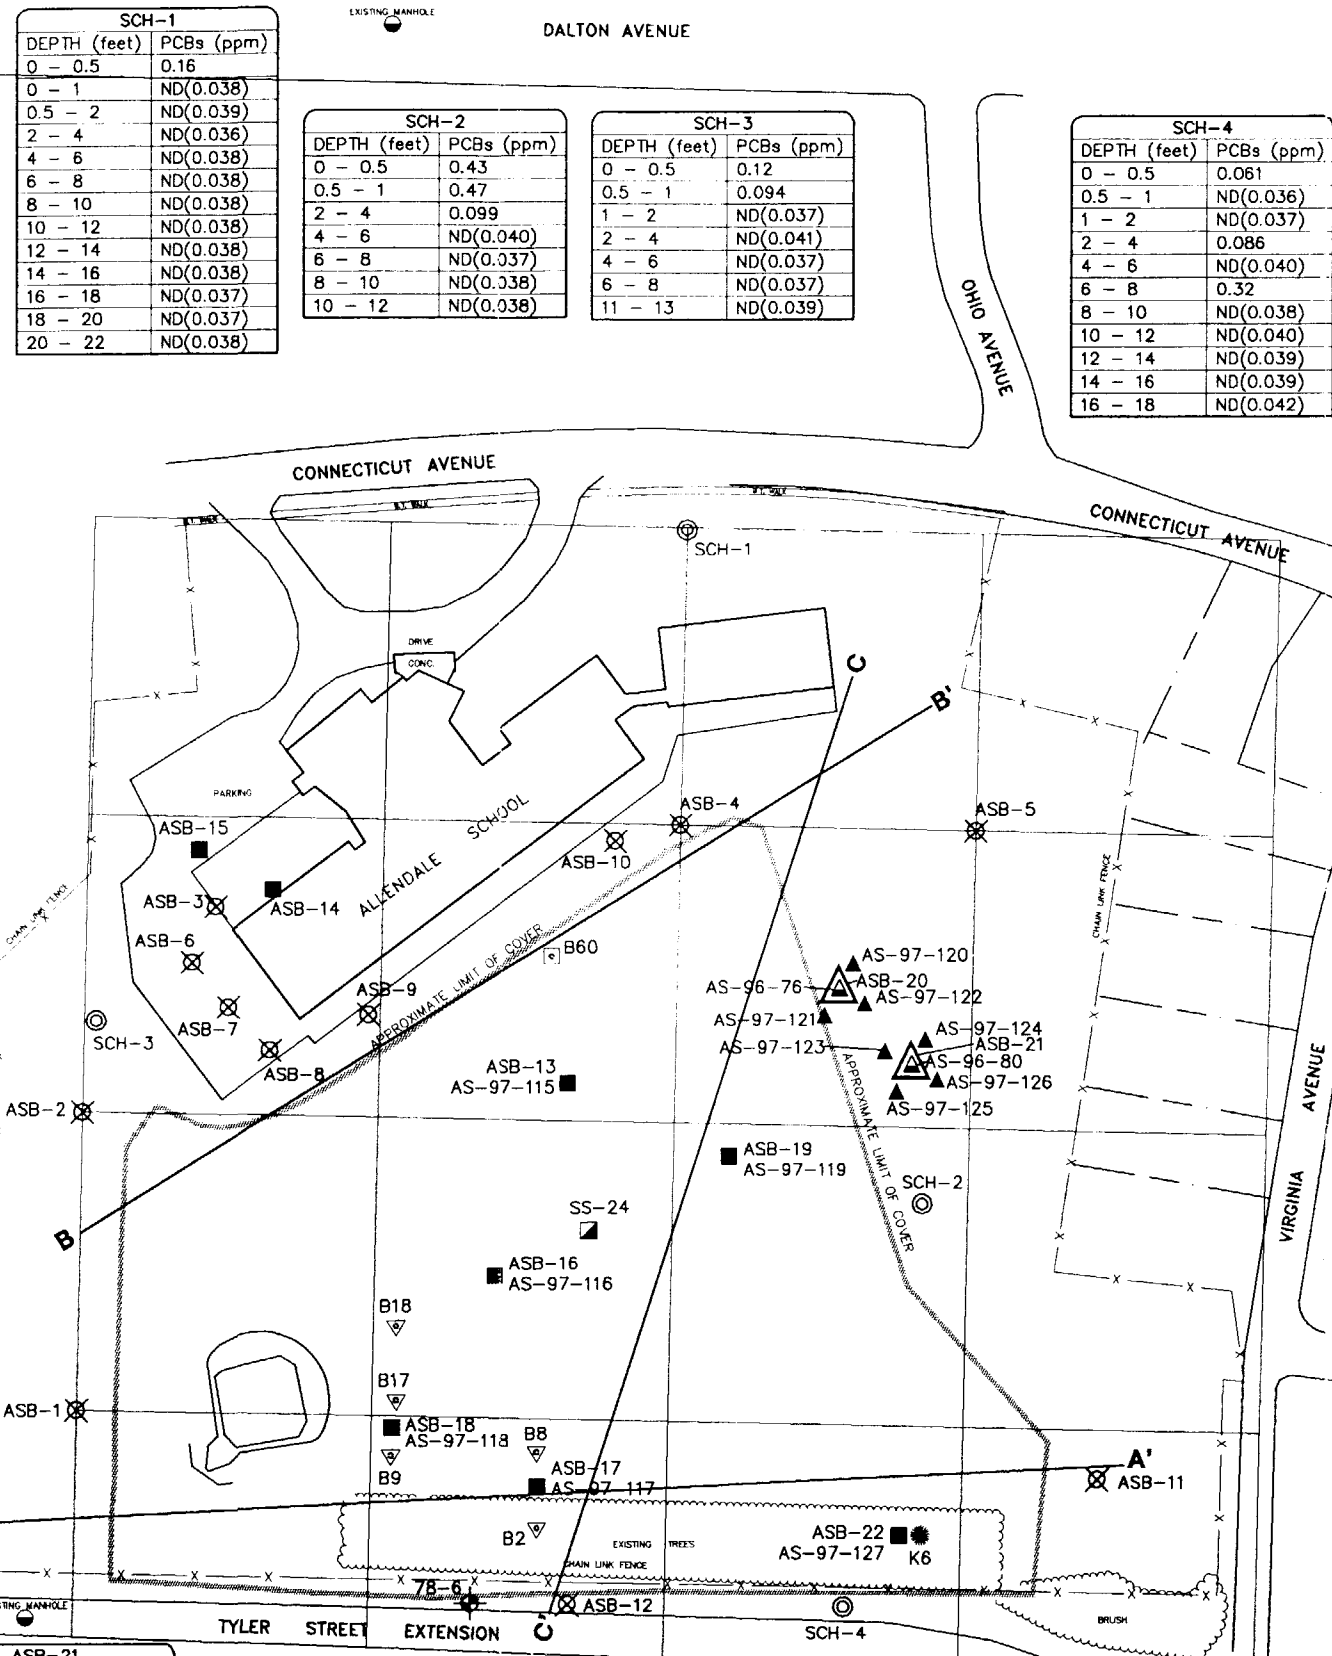 EXISTING MANHOLE
DALTON AVENUE
SCH-1
DEPTH (feet) PCBs (ppm)
0 - 0.5 0.16
0 - 1 ND(0.038)
0.5 - 2 ND(0.039)
2 - 4 ND(0.036)
4 - 6 ND(0.038)
6 - 8 ND(0.038)
8 - 10 ND(0.038)
10 - 12 ND(0.038)
12 - 14 ND(0.038)
14 - 16 ND(0.038)
16 - 18 ND(0.037)
18 - 20 ND(0.037)
20 - 22 ND(0.038)
SCH-2
DEPTH (feet) PCBs (ppm)
0 - 0.5 0.43
0.5 - 1 0.47
2 - 4 0.099
4 - 6 ND(0.040)
6 - 8 ND(0.037)
8 - 10 ND(0.038)
10 - 12 ND(0.038)
SCH-3
DEPTH (feet) PCBs (ppm)
0 - 0.5 0.12
0.5 - 1 0.094
1 - 2 ND(0.037)
2 - 4 ND(0.041)
4 - 6 ND(0.037)
6 - 8 ND(0.037)
11 - 13 ND(0.039)
SCH-4
DEPTH (feet) PCBs (ppm)
0 - 0.5 0.061
0.5 - 1 ND(0.036)
1 - 2 ND(0.037)
2 - 4 0.086
4 - 6 ND(0.040)
6 - 8 0.32
8 - 10 ND(0.038)
10 - 12 ND(0.040)
12 - 14 ND(0.039)
14 - 16 ND(0.039)
16 - 18 ND(0.042)
OHIO AVENUE
CONNECTICUT AVENUE
BIT. WALK
BIT. WALK
BIT. WALK
CONNECTICUT AVENUE
SCH-1
DRIVE
CONC.
C
B'
PARKING
ASB-15
ASB-4
ASB-5
SCHOOL
ALLENDALE
ASB-10
ASB-3
ASB-14
CHAIN LINK FENCE
CHAIN LINK FENCE
ASB-6
B60
APPROXIMATE LIMIT OF COVER
AS-97-120
ASB-20
AS-96-76
AS-97-122
ASB-9
ASB-7
AS-97-121
SCH-3
AS-97-124
ASB-21
AS-97-123
AS-96-80
ASB-8
ASB-13
AS-97-115
AS-97-126
AS-97-125
APPROXIMATE LIMIT OF COVER
ASB-2
ASB-19
AS-97-119
SCH-2
VIRGINIA AVENUE
SS-24
B
ASB-16
AS-97-116
B18
B17
ASB-1
ASB-18
AS-97-118
B8
B9
ASB-17
AS-97-117
A'
ASB-11
B2
EXISTING TREES
ASB-22
AS-97-127
K6
CHAIN LINK FENCE
78-6
ASB-12
C'
SCH-4
BRUSH
TING MANHOLE
TYLER STREET EXTENSION
ASB-21